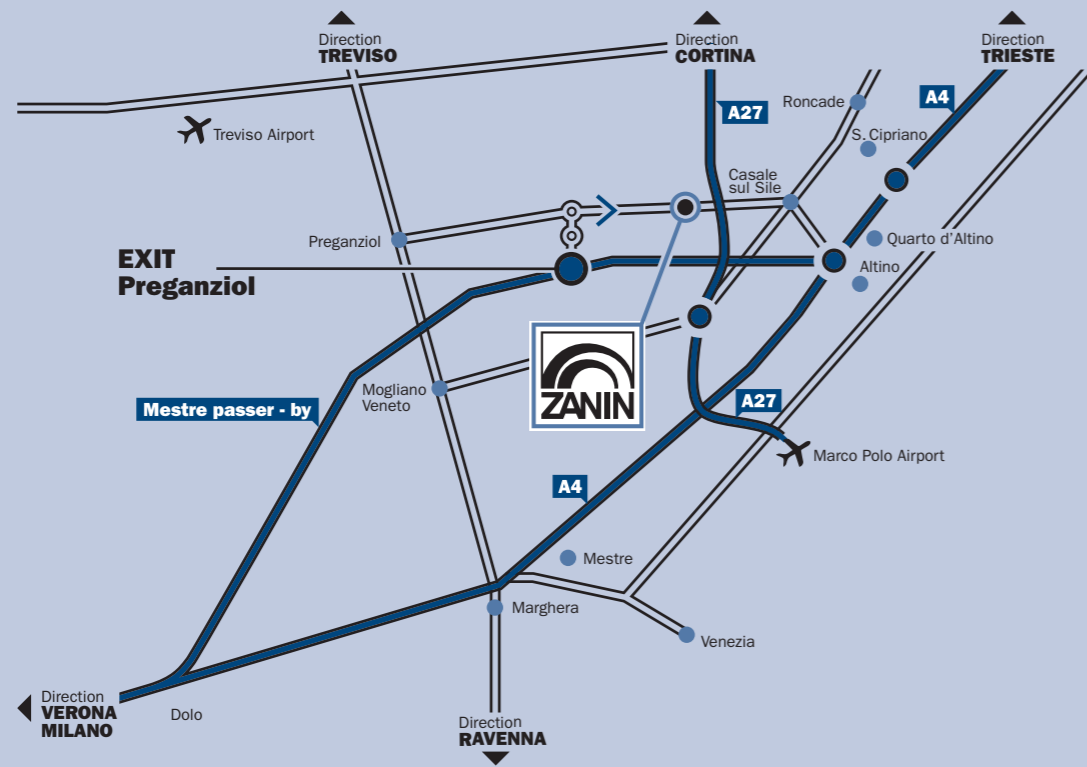 Direction
TREVISO
Direction
CORTINA
Direction
TRIESTE
A4
Roncade
A27
Treviso Airport
S. Cipriano
Casale
sul Sile
Preganziol
Quarto d'Altino
EXIT
Preganziol
Altino
Mogliano
Veneto
ZANIN
Mestre passer - by
A27
Marco Polo Airport
A4
Mestre
Marghera
Venezia
Direction
VERONA
MILANO
Dolo
Direction
RAVENNA